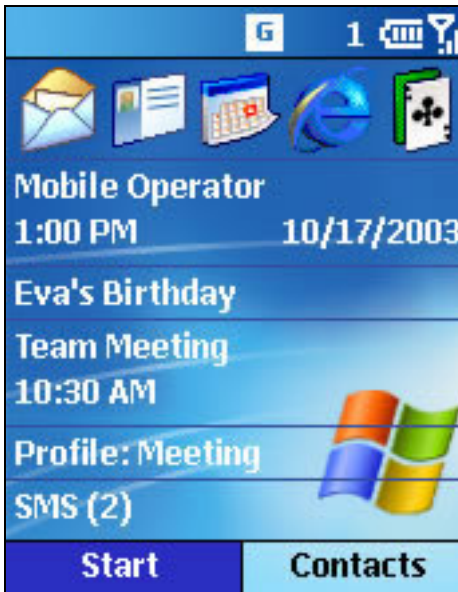 G 1
Mobile Operator
1:00 PM 10/17/2003
Eva's Birthday
Team Meeting
10:30 AM
Profile: Meeting
SMS (2)
Start Contacts